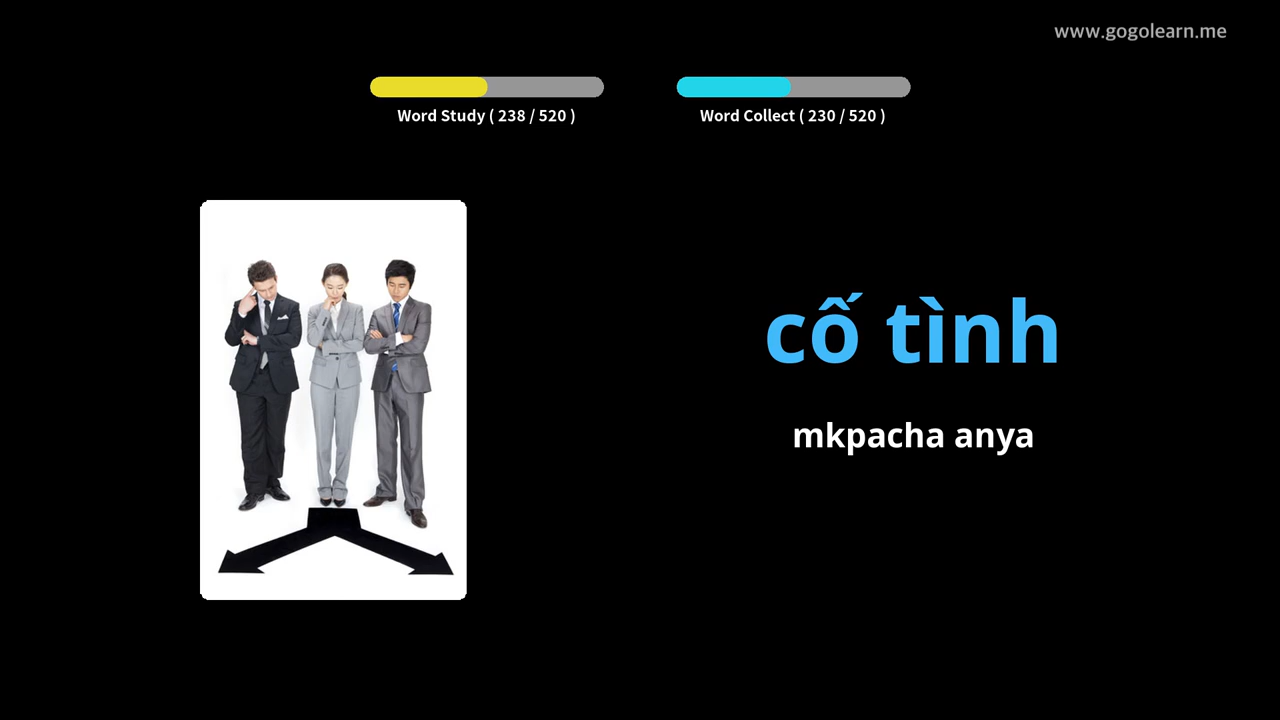 www.gogolearn.me
Word Study ( 238 / 520 )
Word Collect ( 230 / 520 )
cố tình
mkpacha anya